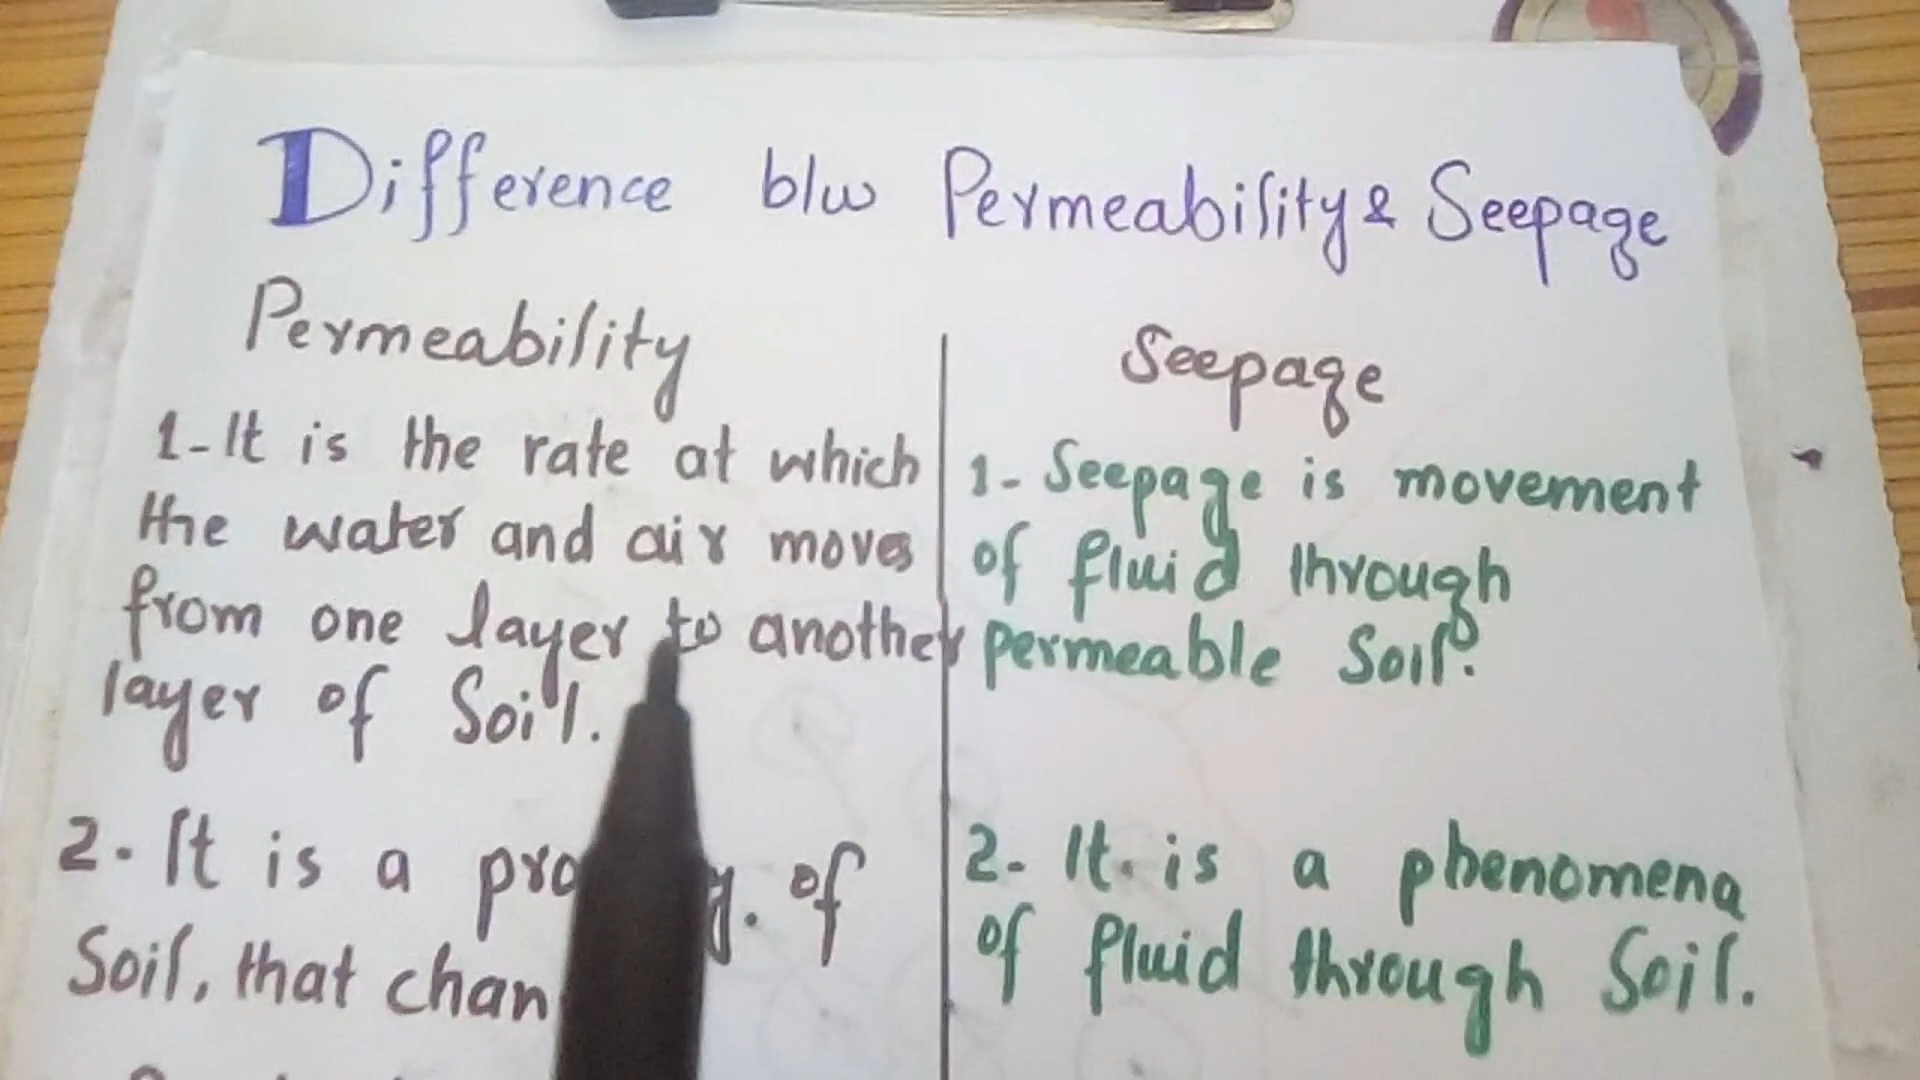 Difference b/w Permeability & Seepage
Permeability
1-It is the rate at which
the water and air moves
from one layer to another
layer of Soil.
2. It is a of
Soil, that
Seepage
1- Seepage is movement
of fluid through
permeable Soil.
2- It is a phenomena
of fluid through Soil.